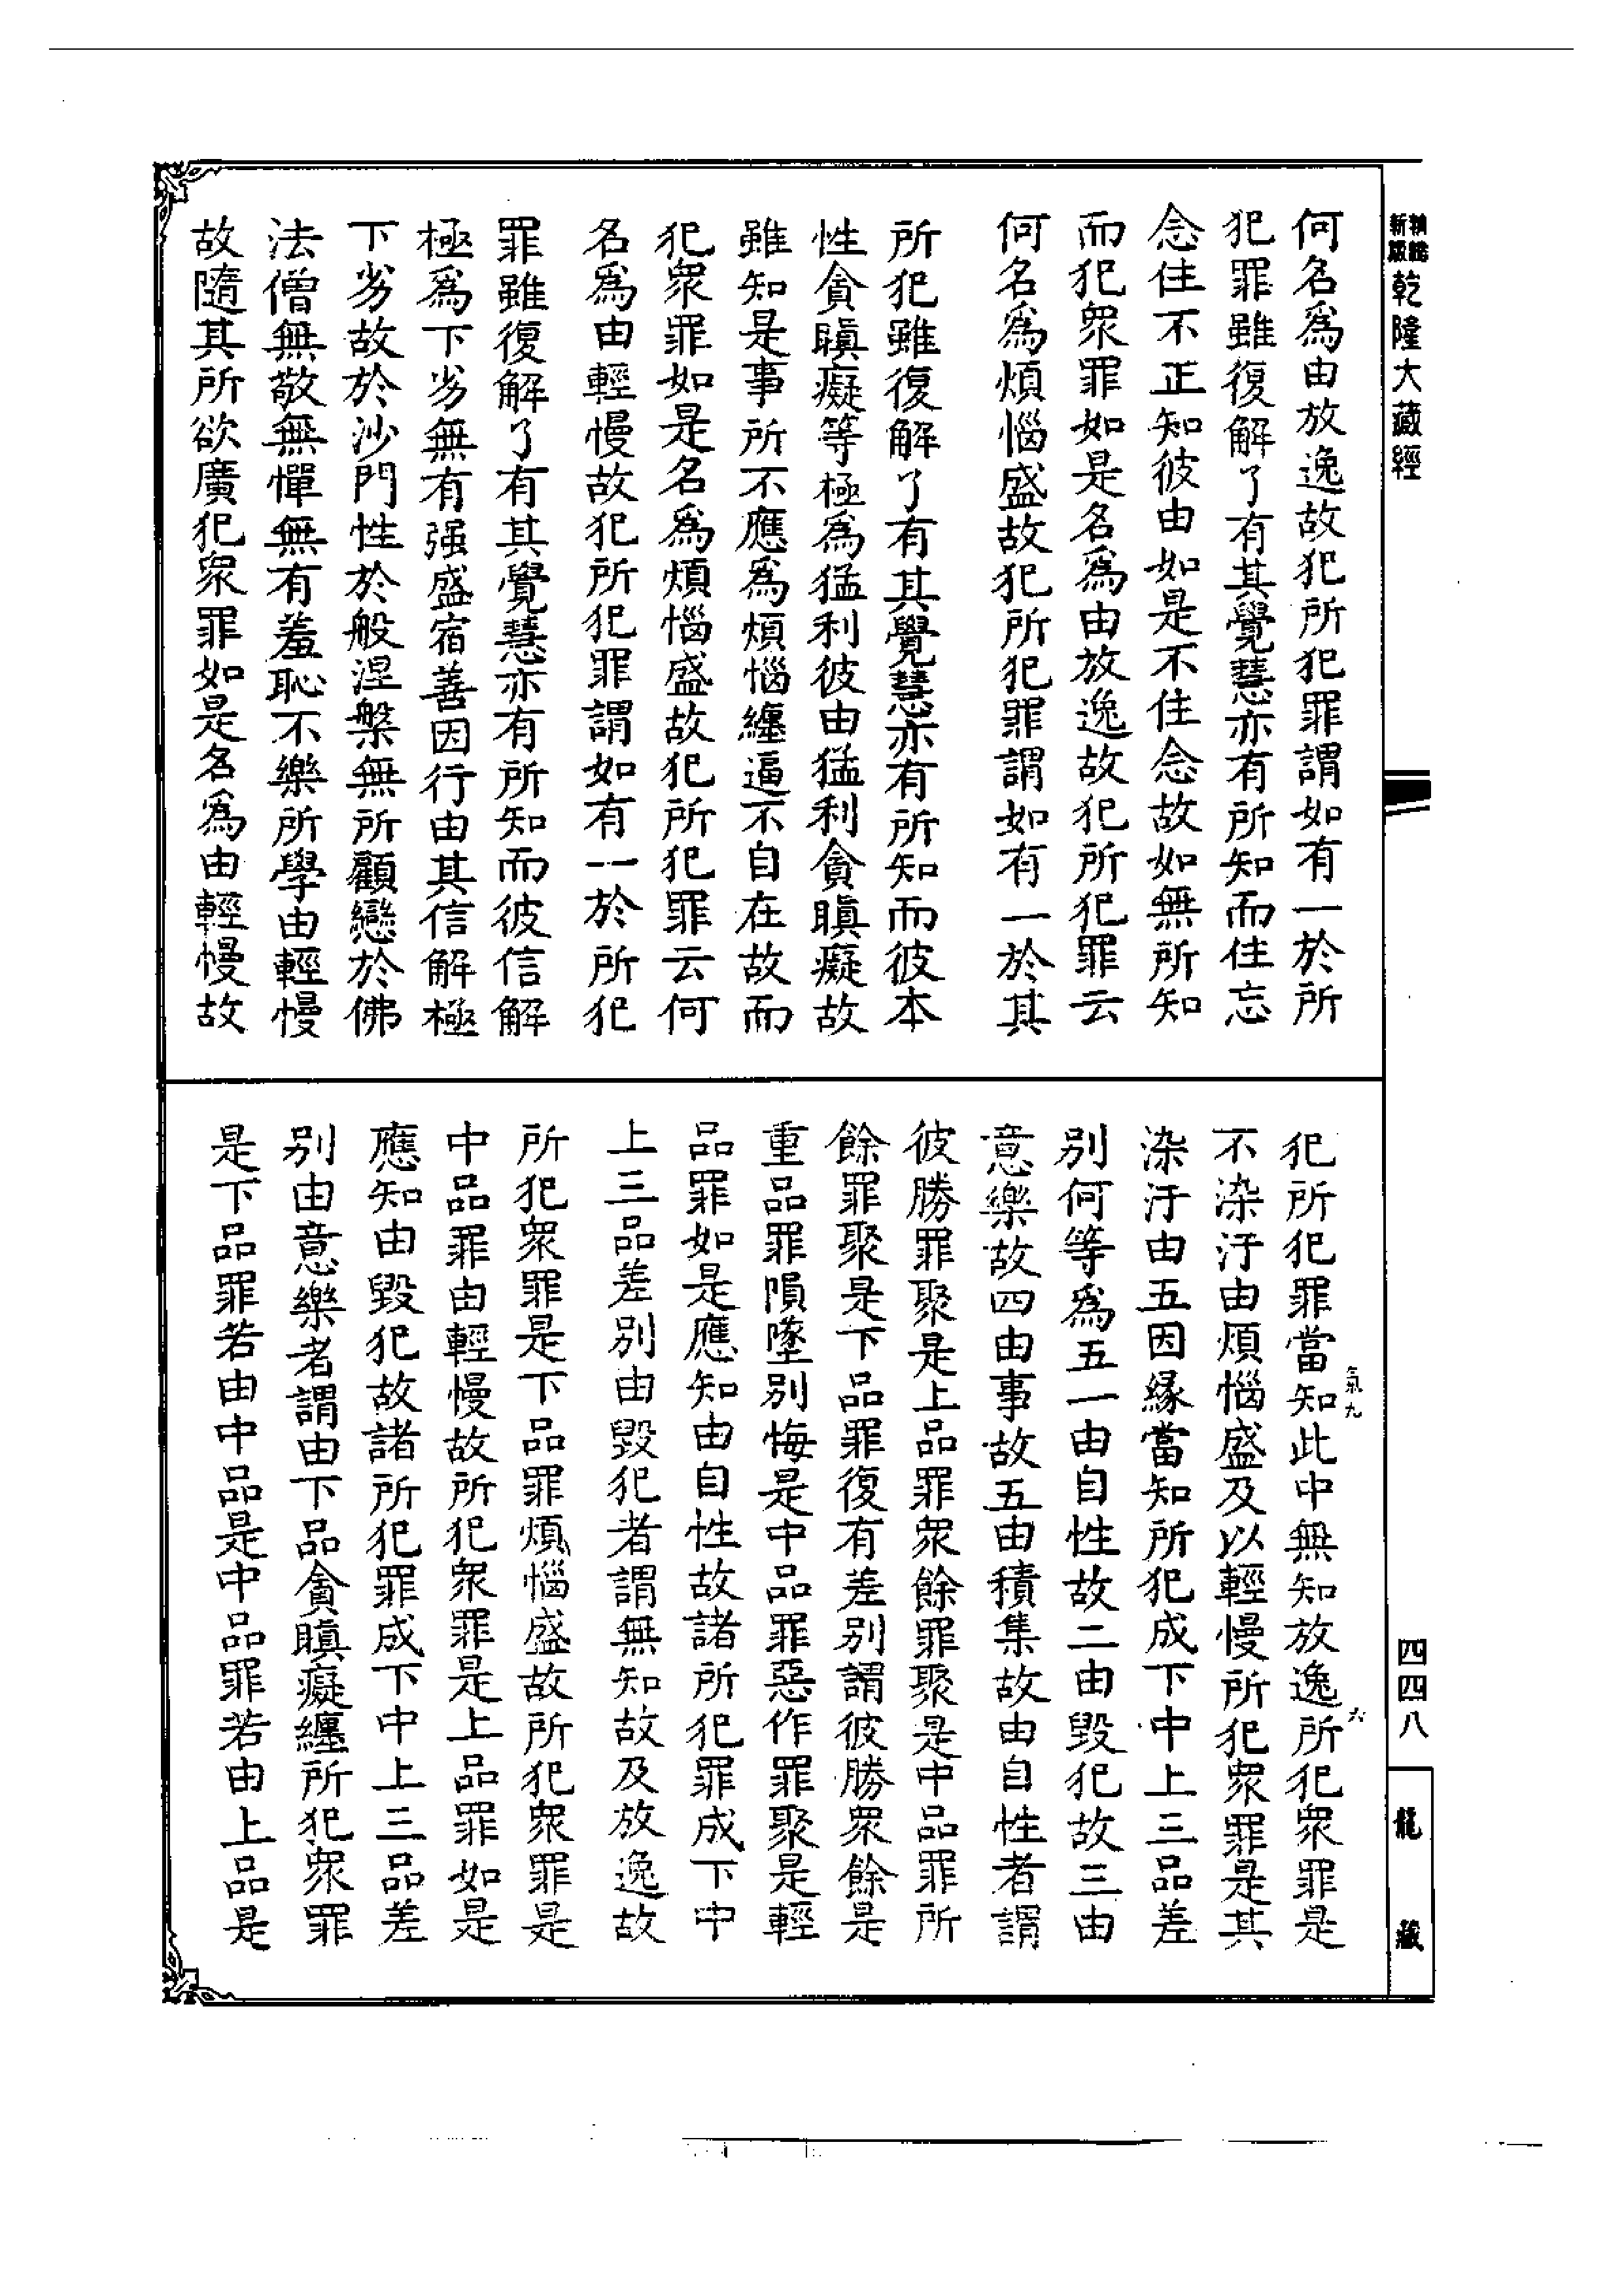 新版
精繕
乾隆大藏經
四四八
龍藏
何名爲由放逸故犯所犯罪謂如有一於所
犯罪雖復解了有其覺慧亦有所知而住忘
念住不正知彼由如是不住念故如無所知
而犯衆罪如是名爲由放逸故犯所犯罪云
何名爲煩惱盛故犯所犯罪謂如有一於其
所犯雖復解了有其覺慧亦有所知而彼本
性貪瞋癡等極爲猛利彼由猛利貪瞋癡故
雖知是事所不應爲煩惱纏逼不自在故而
犯衆罪如是名爲煩惱盛故犯所犯罪云何
名爲由輕慢故犯所犯罪謂如有一於所犯
罪雖復解了有其覺慧亦有所知而彼信解
極爲下劣無有强盛宿善因行由其信解極
下劣故於沙門性於般涅槃無所顧戀於佛
法僧無敬無憚無有羞恥不樂所學由輕慢
故隨其所欲廣犯衆罪如是名爲由輕慢故
犯所犯罪當知此中無知放逸所犯衆罪是
不染汙由煩惱盛及以輕慢所犯衆罪是其
染汙由五因緣當知所犯成下中上三品差
別何等爲五一由自性故二由毀犯故三由
意樂故四由事故五由積集故由自性者謂
彼勝罪聚是上品罪衆餘罪聚是中品罪所
餘罪聚是下品罪復有差別謂彼勝衆餘是
重品罪隕墜別悔是中品罪惡作罪聚是輕
品罪如是應知由自性故諸所犯罪成下中
上三品差別由毀犯者謂無知故及放逸故
所犯衆罪是下品罪煩惱盛故所犯衆罪是
中品罪由輕慢故所犯衆罪是上品罪如是
應知由毀犯故諸所犯罪成下中上三品差
別由意樂者謂由下品貪瞋癡纏所犯衆罪
是下品罪若由中品是中品罪若由上品是
氣九
六